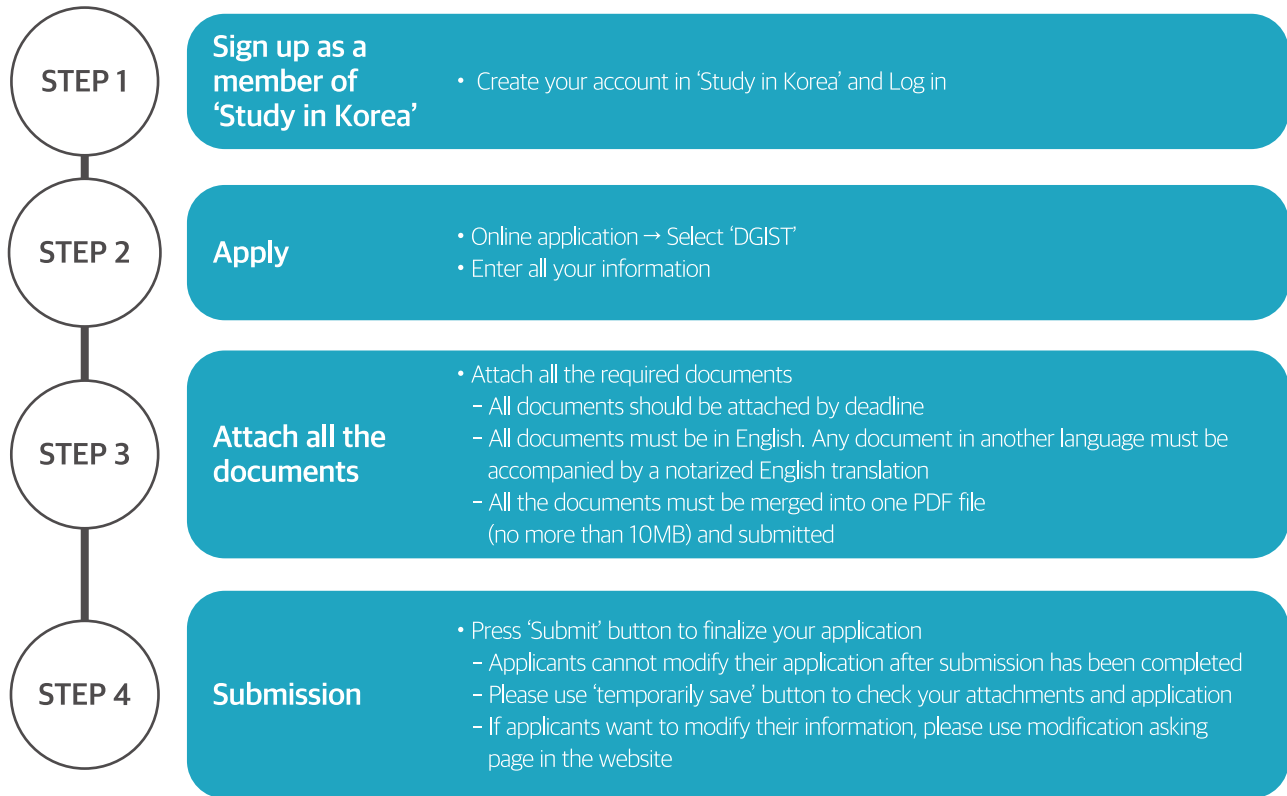 STEP 1
Sign up as a
member of
‘Study in Korea’
• Create your account in ‘Study in Korea’ and Log in
STEP 2
Apply
• Online application → Select ‘DGIST’
• Enter all your information
STEP 3
Attach all the
documents
• Attach all the required documents
– All documents should be attached by deadline
– All documents must be in English. Any document in another language must be
accompanied by a notarized English translation
– All the documents must be merged into one PDF file
(no more than 10MB) and submitted
STEP 4
Submission
• Press ‘Submit’ button to finalize your application
– Applicants cannot modify their application after submission has been completed
– Please use ‘temporarily save’ button to check your attachments and application
– If applicants want to modify their information, please use modification asking
page in the website